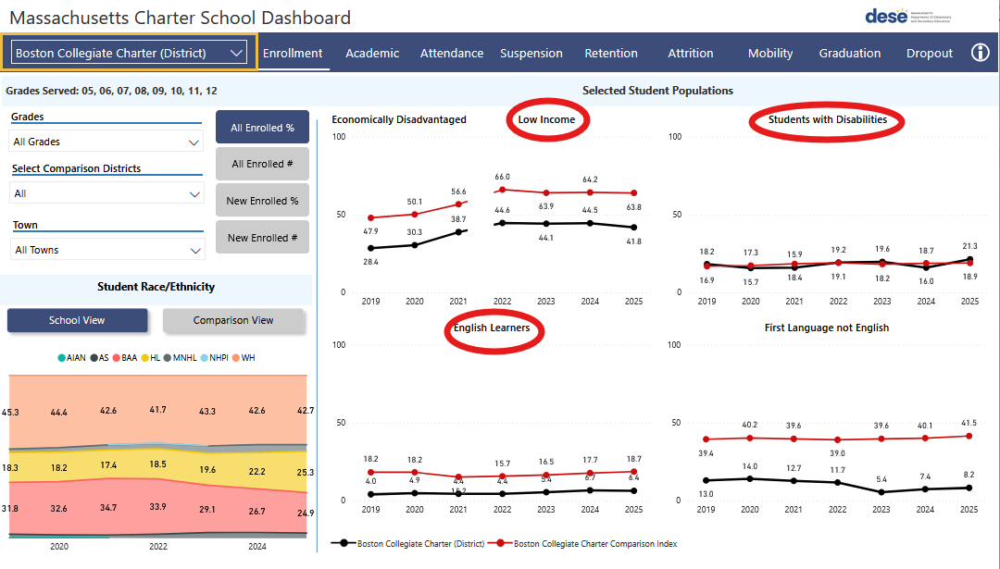 Massachusetts Charter School Dashboard
dese
MASSACHUSETTS
Department of Elementary
and Secondary Education
Boston Collegiate Charter (District)
Enrollment Academic Attendance Suspension Retention Attrition Mobility Graduation Dropout
Grades Served: 05, 06, 07, 08, 09, 10, 11, 12
Selected Student Populations
Grades
All Grades
Select Comparison Districts
All
Town
All Towns
All Enrolled %
All Enrolled #
New Enrolled %
New Enrolled #
Student Race/Ethnicity
School View Comparison View
AIAN AS BAA HL MNHL NHPI WH
45.3 44.4 42.6 41.7 43.3 42.6 42.7
18.3 18.2 17.4 18.5 19.6 22.2 25.3
31.8 32.6 34.7 33.9 29.1 26.7 24.9
2020 2022 2024
Economically Disadvantaged Low Income
100
50
0
47.9 50.1 56.6 66.0 63.9 64.2 63.8
28.4 30.3 38.7 44.6 44.1 44.5 41.8
2019 2020 2021 2022 2023 2024 2025
Students with Disabilities
100
50
0
18.2 17.3 15.9 19.2 19.6 18.7 21.3
16.9 15.7 18.4 19.1 18.2 16.0 18.9
2019 2020 2021 2022 2023 2024 2025
English Learners
100
50
0
18.2 18.2 15.2 15.7 16.5 17.7 18.7
4.0 4.9 4.4 4.4 5.4 6.7 6.4
2019 2020 2021 2022 2023 2024 2025
First Language not English
100
50
0
39.4 40.2 39.6 39.0 39.6 40.1 41.5
13.0 14.0 12.7 11.7 5.4 7.4 8.2
2019 2020 2021 2022 2023 2024 2025
Boston Collegiate Charter (District) Boston Collegiate Charter Comparison Index